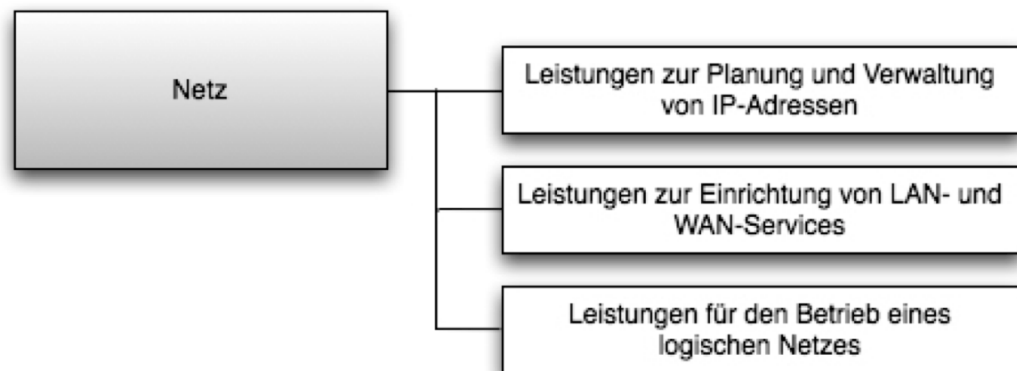 Netz
Leistungen zur Planung und Verwaltung
von IP-Adressen
Leistungen zur Einrichtung von LAN- und
WAN-Services
Leistungen für den Betrieb eines
logischen Netzes